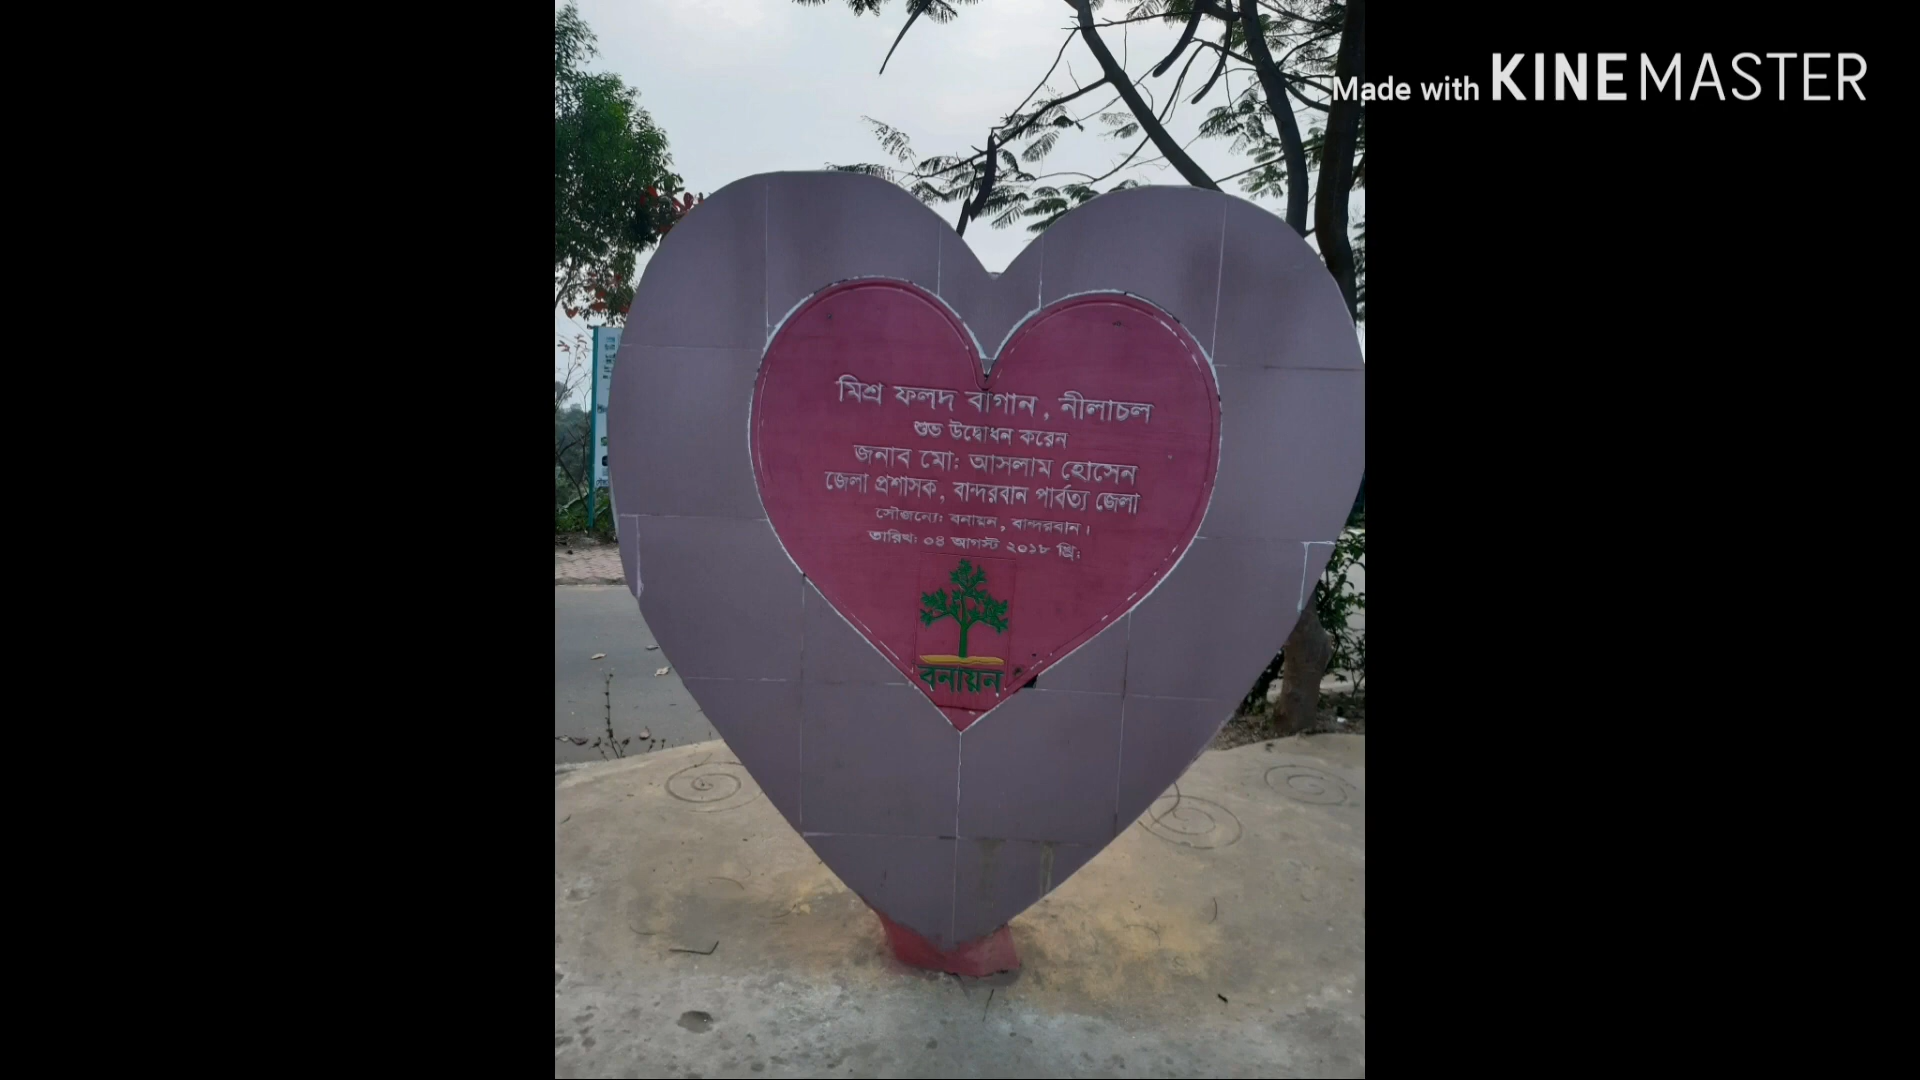 Made with KINEMASTER
মিশ্র ফলদ বাগান, নীলাচল
শুভ উদ্বোধন করেন
জনাব মো: আসলাম হোসেন
জেলা প্রশাসক, বান্দরবান পার্বত্য জেলা
সৌজন্যে: বনায়ন, বান্দরবান।
তারিখ: ০৪ আগস্ট ২০১৮ খ্রি:
বনায়ন